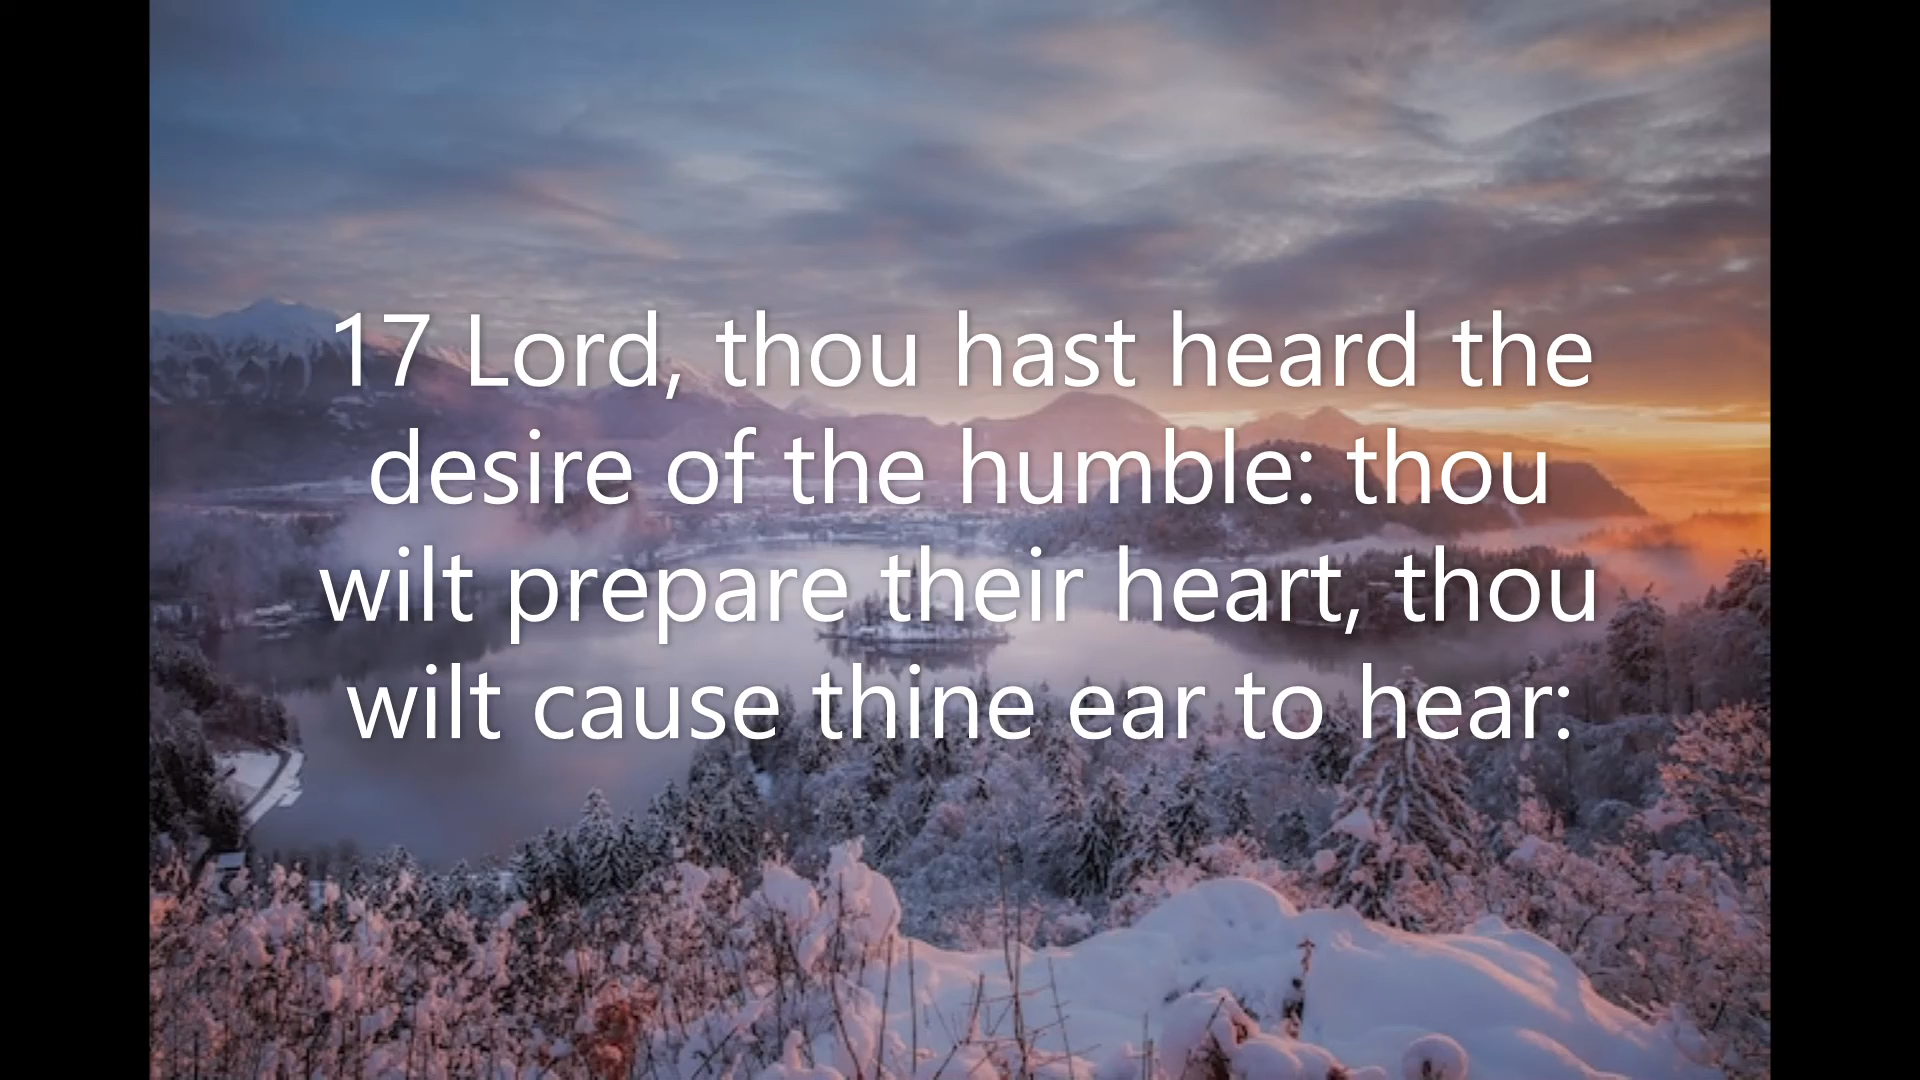 17 Lord, thou hast heard the
desire of the humble: thou
wilt prepare their heart, thou
wilt cause thine ear to hear: